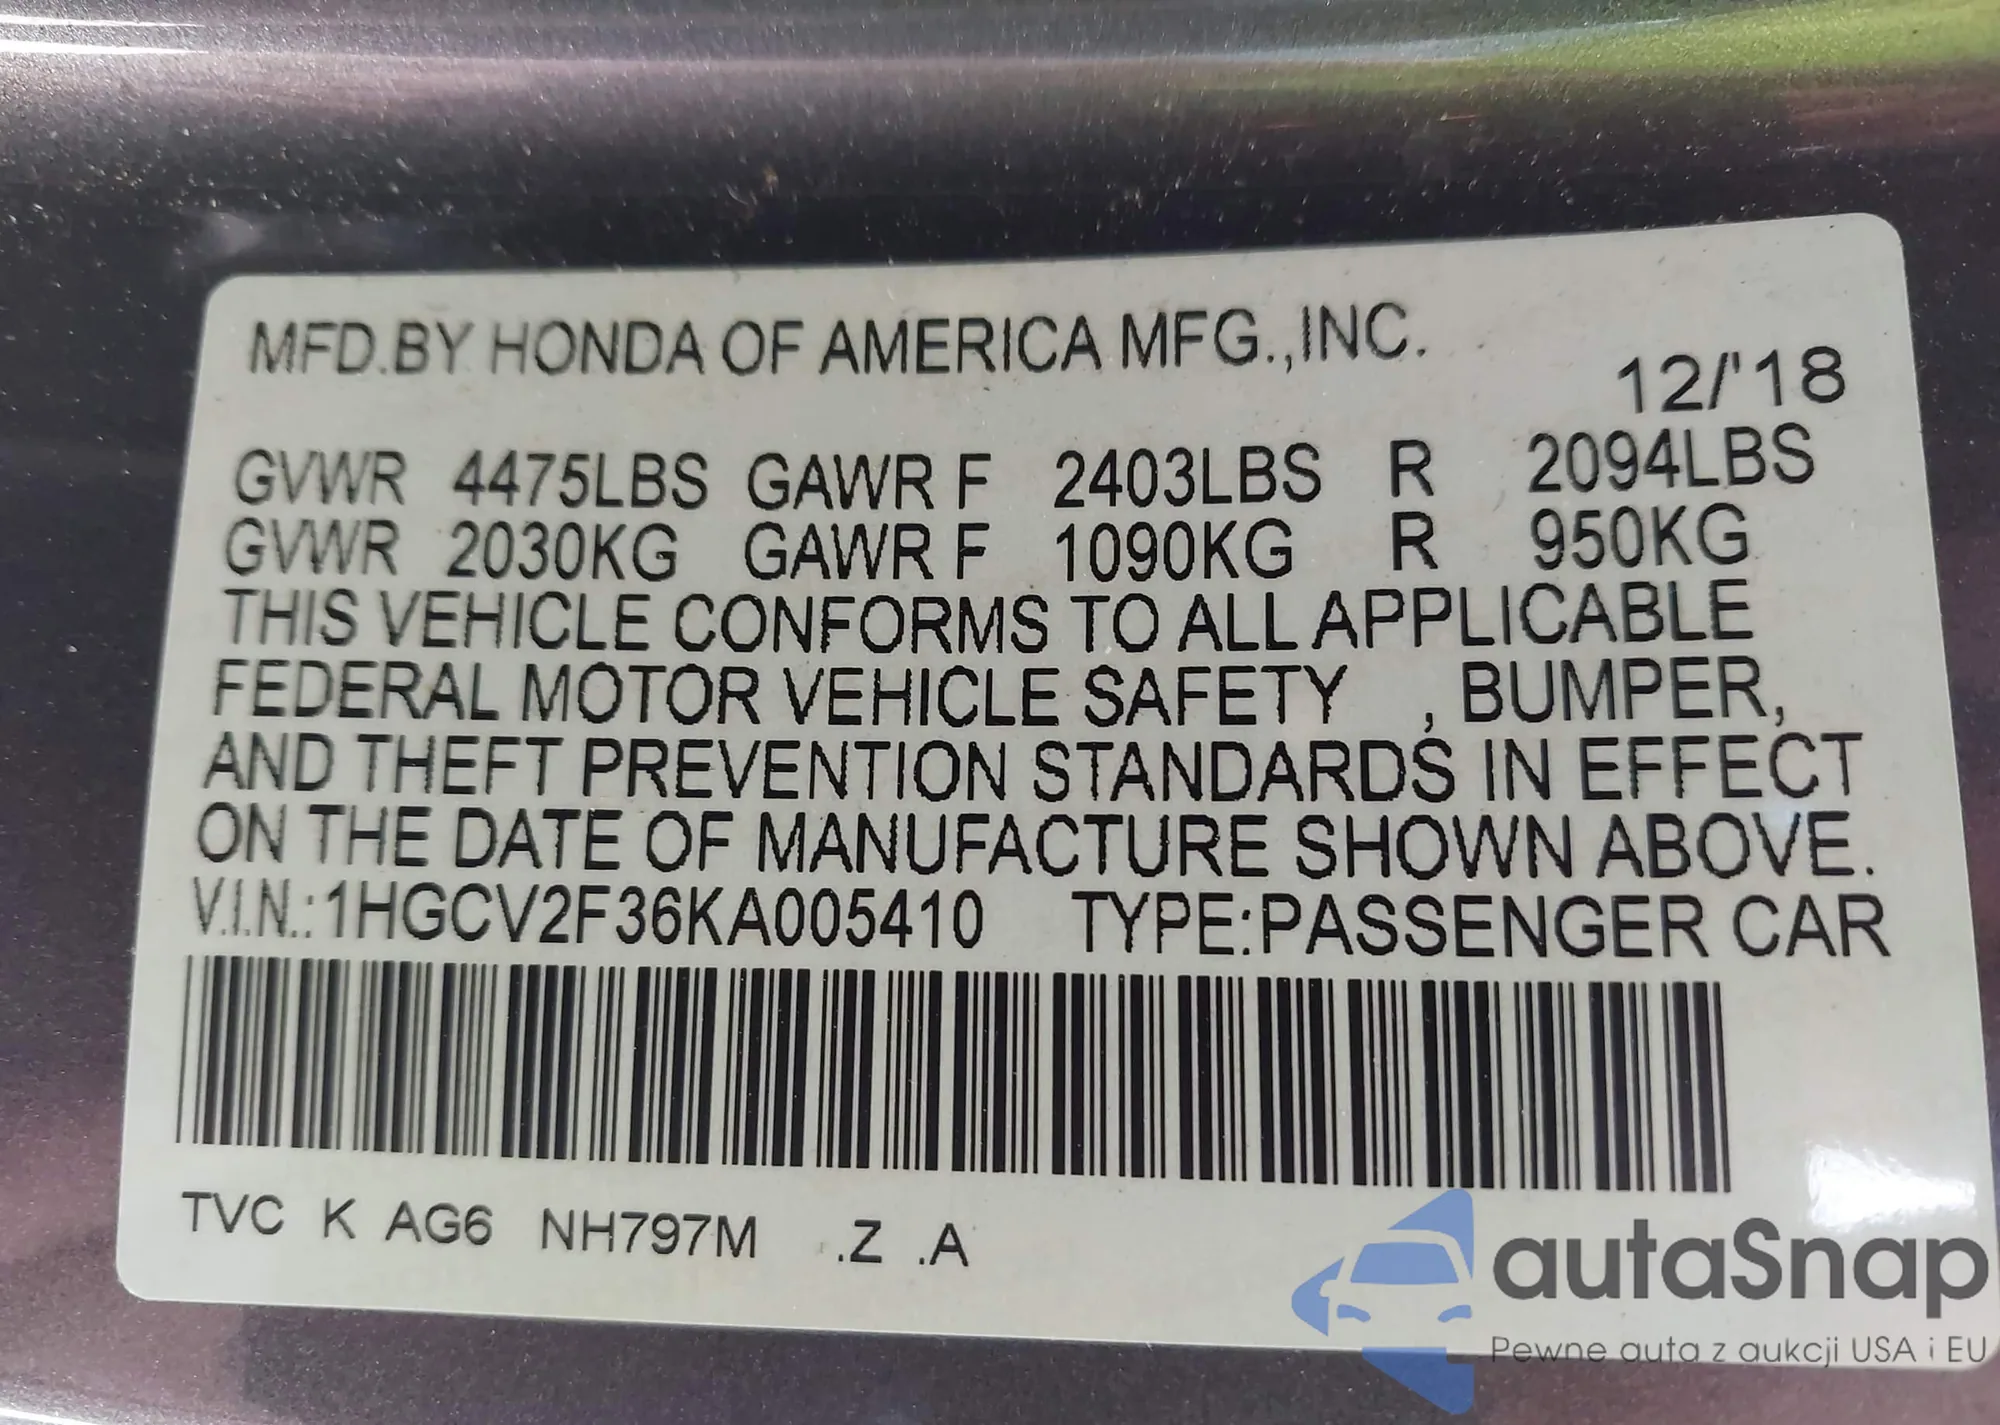 MFD.BY HONDA OF AMERICA MFG.,INC.
12/'18
GVWR 4475LBS GAWR F 2403LBS R 2094LBS
GVWR 2030KG GAWR F 1090KG R 950KG
THIS VEHICLE CONFORMS TO ALL APPLICABLE
FEDERAL MOTOR VEHICLE SAFETY , BUMPER,
AND THEFT PREVENTION STANDARDS IN EFFECT
ON THE DATE OF MANUFACTURE SHOWN ABOVE.
V.I.N.:1HGCV2F36KA005410 TYPE:PASSENGER CAR
TVC K AG6 NH797M .Z .A
autaSnap
Pewne auta z aukcji USA i EU